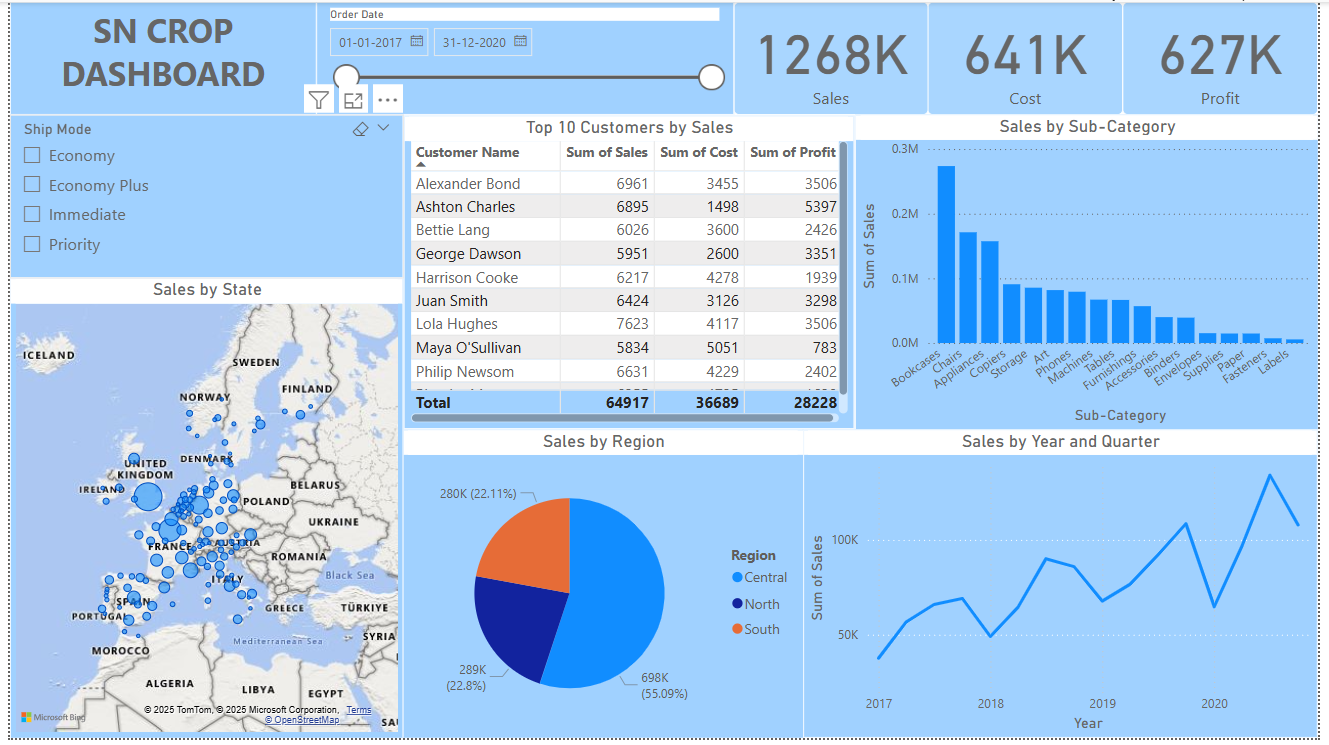 SN CROP
DASHBOARD
Order Date
01-01-2017
31-12-2020
1268K
Sales
641K
Cost
627K
Profit
Ship Mode
Economy
Economy Plus
Immediate
Priority
Top 10 Customers by Sales
Customer Name Sum of Sales Sum of Cost Sum of Profit
Alexander Bond 6961 3455 3506
Ashton Charles 6895 1498 5397
Bettie Lang 6026 3600 2426
George Dawson 5951 2600 3351
Harrison Cooke 6217 4278 1939
Juan Smith 6424 3126 3298
Lola Hughes 7623 4117 3506
Maya O'Sullivan 5834 5051 783
Philip Newsom 6631 4229 2402
Total 64917 36689 28228
Sales by Sub-Category
0.3M
0.2M
0.1M
0.0M
Sum of Sales
Bookcases
Chairs
Appliances
Copiers
Storage
Art
Phones
Machines
Tables
Furnishings
Accessories
Binders
Envelopes
Supplies
Paper
Fasteners
Labels
Sub-Category
Sales by State
ICELAND
SWEDEN
FINLAND
NORWAY
UNITED
KINGDOM
DENMARK
IRELAND
BELARUS
POLAND
UKRAINE
FRANCE
AUSTRIA
ROMANIA
ITALY
Black Sea
SPAIN
PORTUGAL
GREECE
TÜRKIYE
Mediterranean Sea
SYRIA
MOROCCO
ALGERIA
LIBYA
EGYPT
SAU
Microsoft Bing
© 2025 TomTom, © 2025 Microsoft Corporation, Terms
© OpenStreetMap
Sales by Region
280K (22.11%)
289K
(22.8%)
698K
(55.09%)
Region
Central
North
South
Sales by Year and Quarter
100K
50K
Sum of Sales
2017
2018
2019
2020
Year